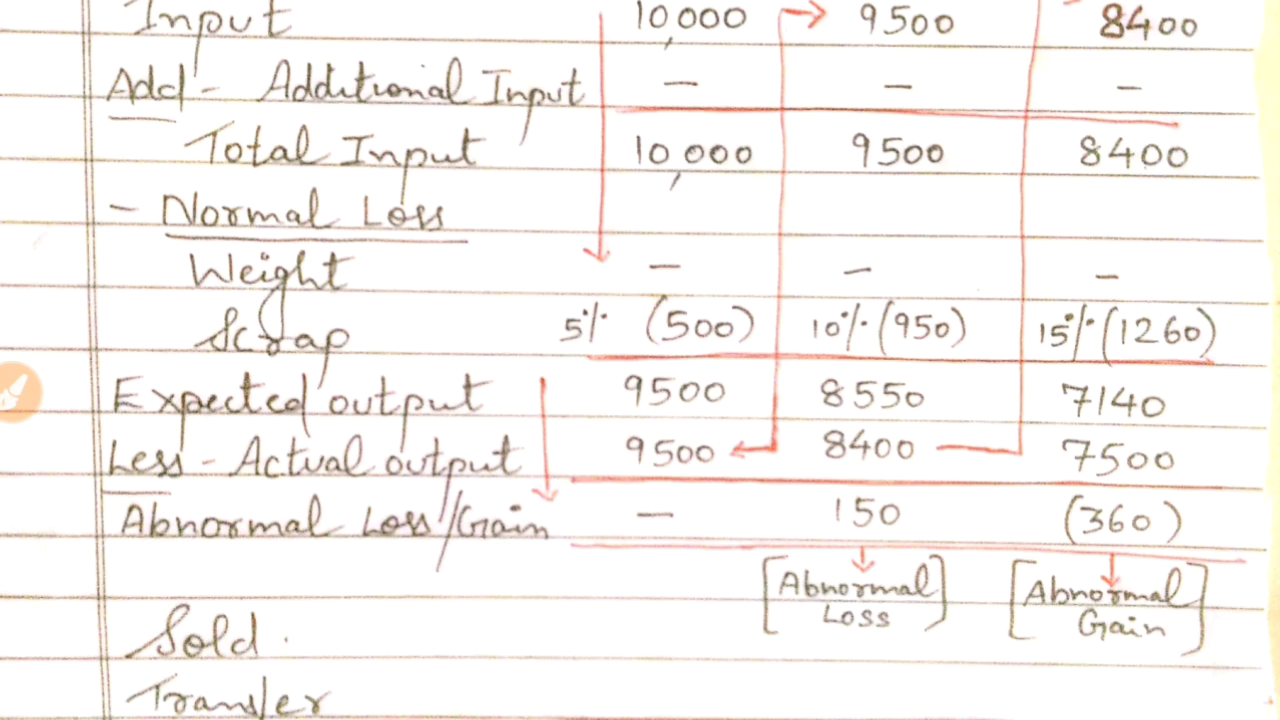 Input 10,000 9500 8400
Add - Additional Input — — —
Total Input 10,000 9500 8400
- Normal Loss
Weight — — —
Scrap 5% (500) 10% (950) 15% (1260)
Expected output 9500 8550 7140
Less - Actual output 9500 8400 7500
Abnormal Loss/Gain — 150 (360)
[Abnormal Loss] [Abnormal Gain]
Sold.
Transfer